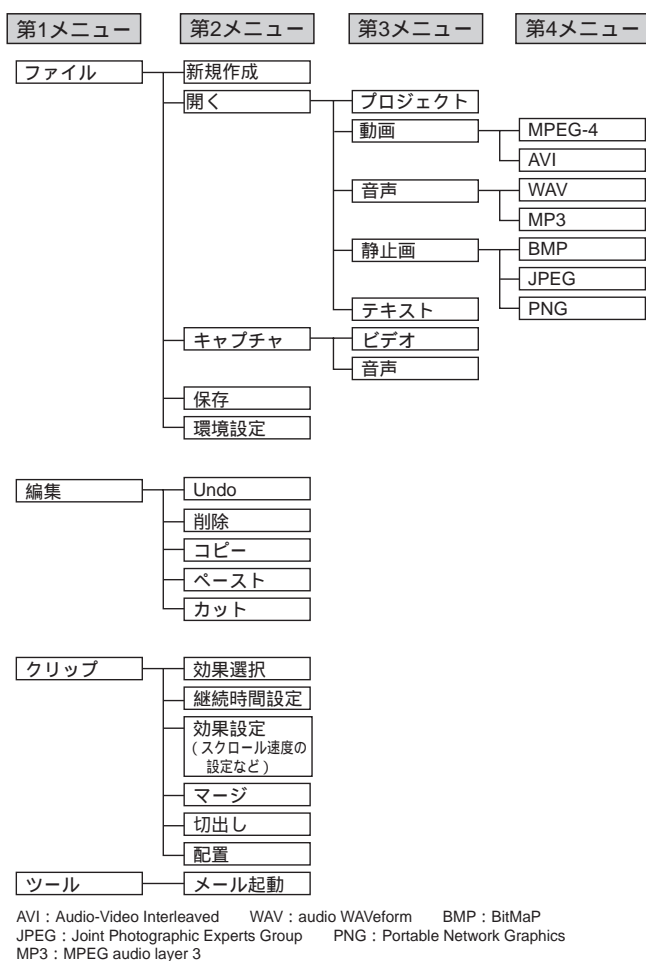 第1メニュー 第2メニュー 第3メニュー 第4メニュー
ファイル 新規作成
開く プロジェクト
動画 MPEG-4
AVI
音声 WAV
MP3
静止画 BMP
JPEG
テキスト PNG
キャプチャ ビデオ
音声
保存
環境設定
編集 Undo
削除
コピー
ペースト
カット
クリップ 効果選択
継続時間設定
効果設定
(スクロール速度の
設定など)
マージ
切出し
配置
ツール メール起動
AVI:Audio-Video Interleaved WAV:audio WAVeform BMP:BitMaP
JPEG:Joint Photographic Experts Group PNG:Portable Network Graphics
MP3:MPEG audio layer 3